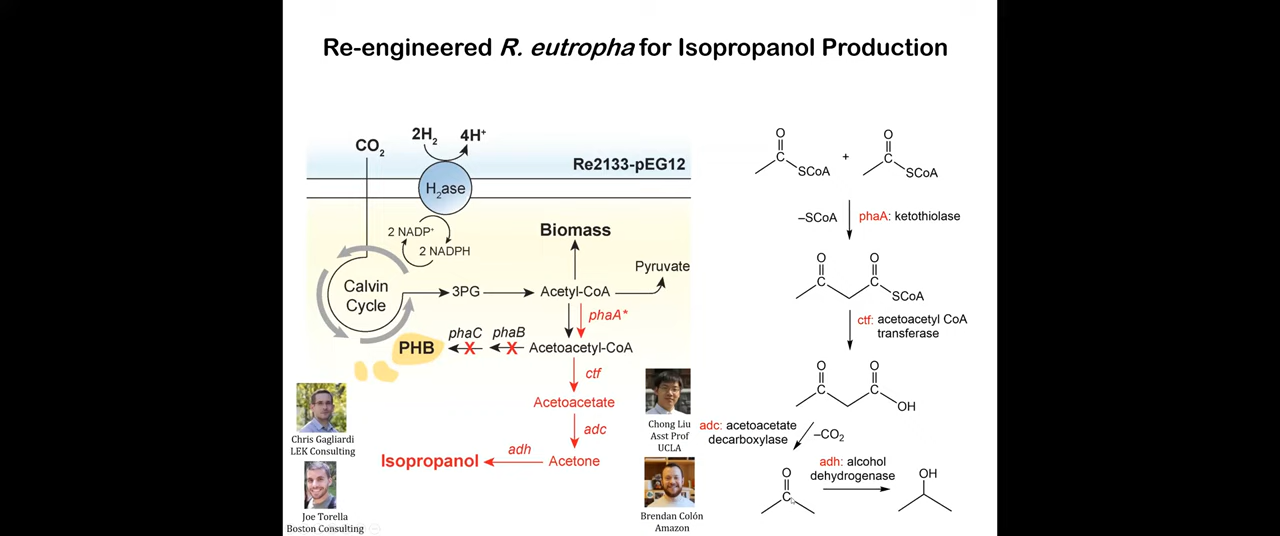 Re-engineered R. eutropha for Isopropanol Production
CO2
2H2
4H+
Re2133-pEG12
H2ase
2 NADP+
2 NADPH
Calvin
Cycle
3PG
Acetyl-CoA
Biomass
Pyruvate
phaA*
PHB
phaC
phaB
X
X
Acetoacetyl-CoA
ctf
Acetoacetate
adc
Acetone
adh
Isopropanol
Chris Gagliardi
LEK Consulting
Joe Torella
Boston Consulting
Chong Liu
Asst Prof
UCLA
Brendan Colón
Amazon
O
C
SCoA
+
O
C
SCoA
–SCoA
phaA: ketothiolase
O
C
O
C
SCoA
ctf: acetoacetyl CoA
transferase
O
C
O
C
OH
adc: acetoacetate
decarboxylase
–CO2
adh: alcohol
dehydrogenase
O
C
OH